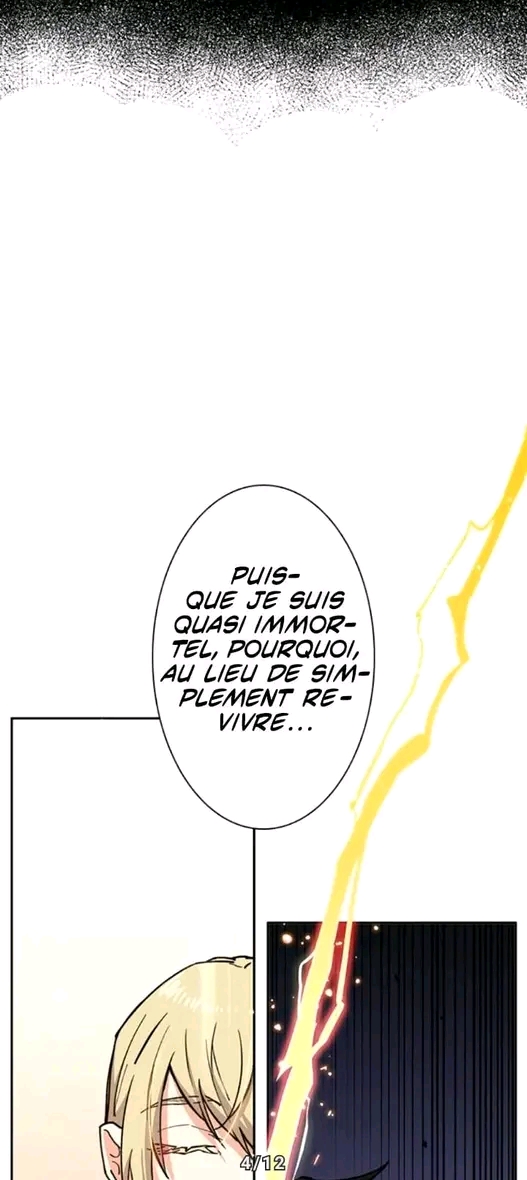 PUIS-
QUE JE SUIS
QUASI IMMOR-
TEL, POURQUOI,
AU LIEU DE SIM-
PLEMENT RE-
VIVRE...
4/12